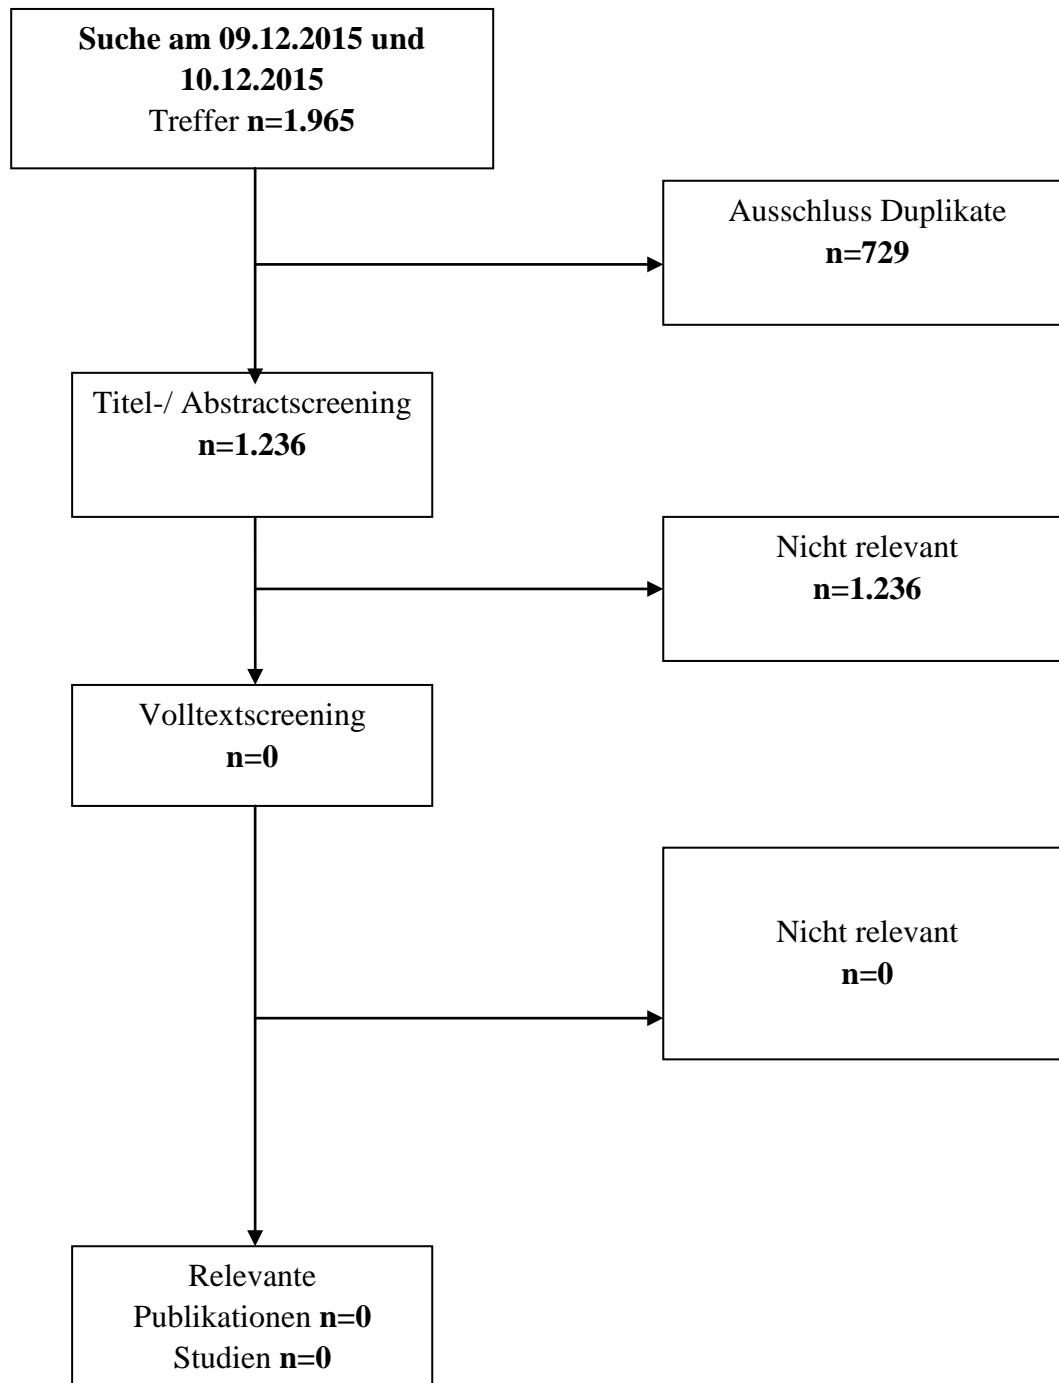 Suche am 09.12.2015 und
10.12.2015
Treffer n=1.965
Ausschluss Duplikate
n=729
Titel-/ Abstractscreening
n=1.236
Nicht relevant
n=1.236
Volltextscreening
n=0
Nicht relevant
n=0
Relevante
Publikationen n=0
Studien n=0